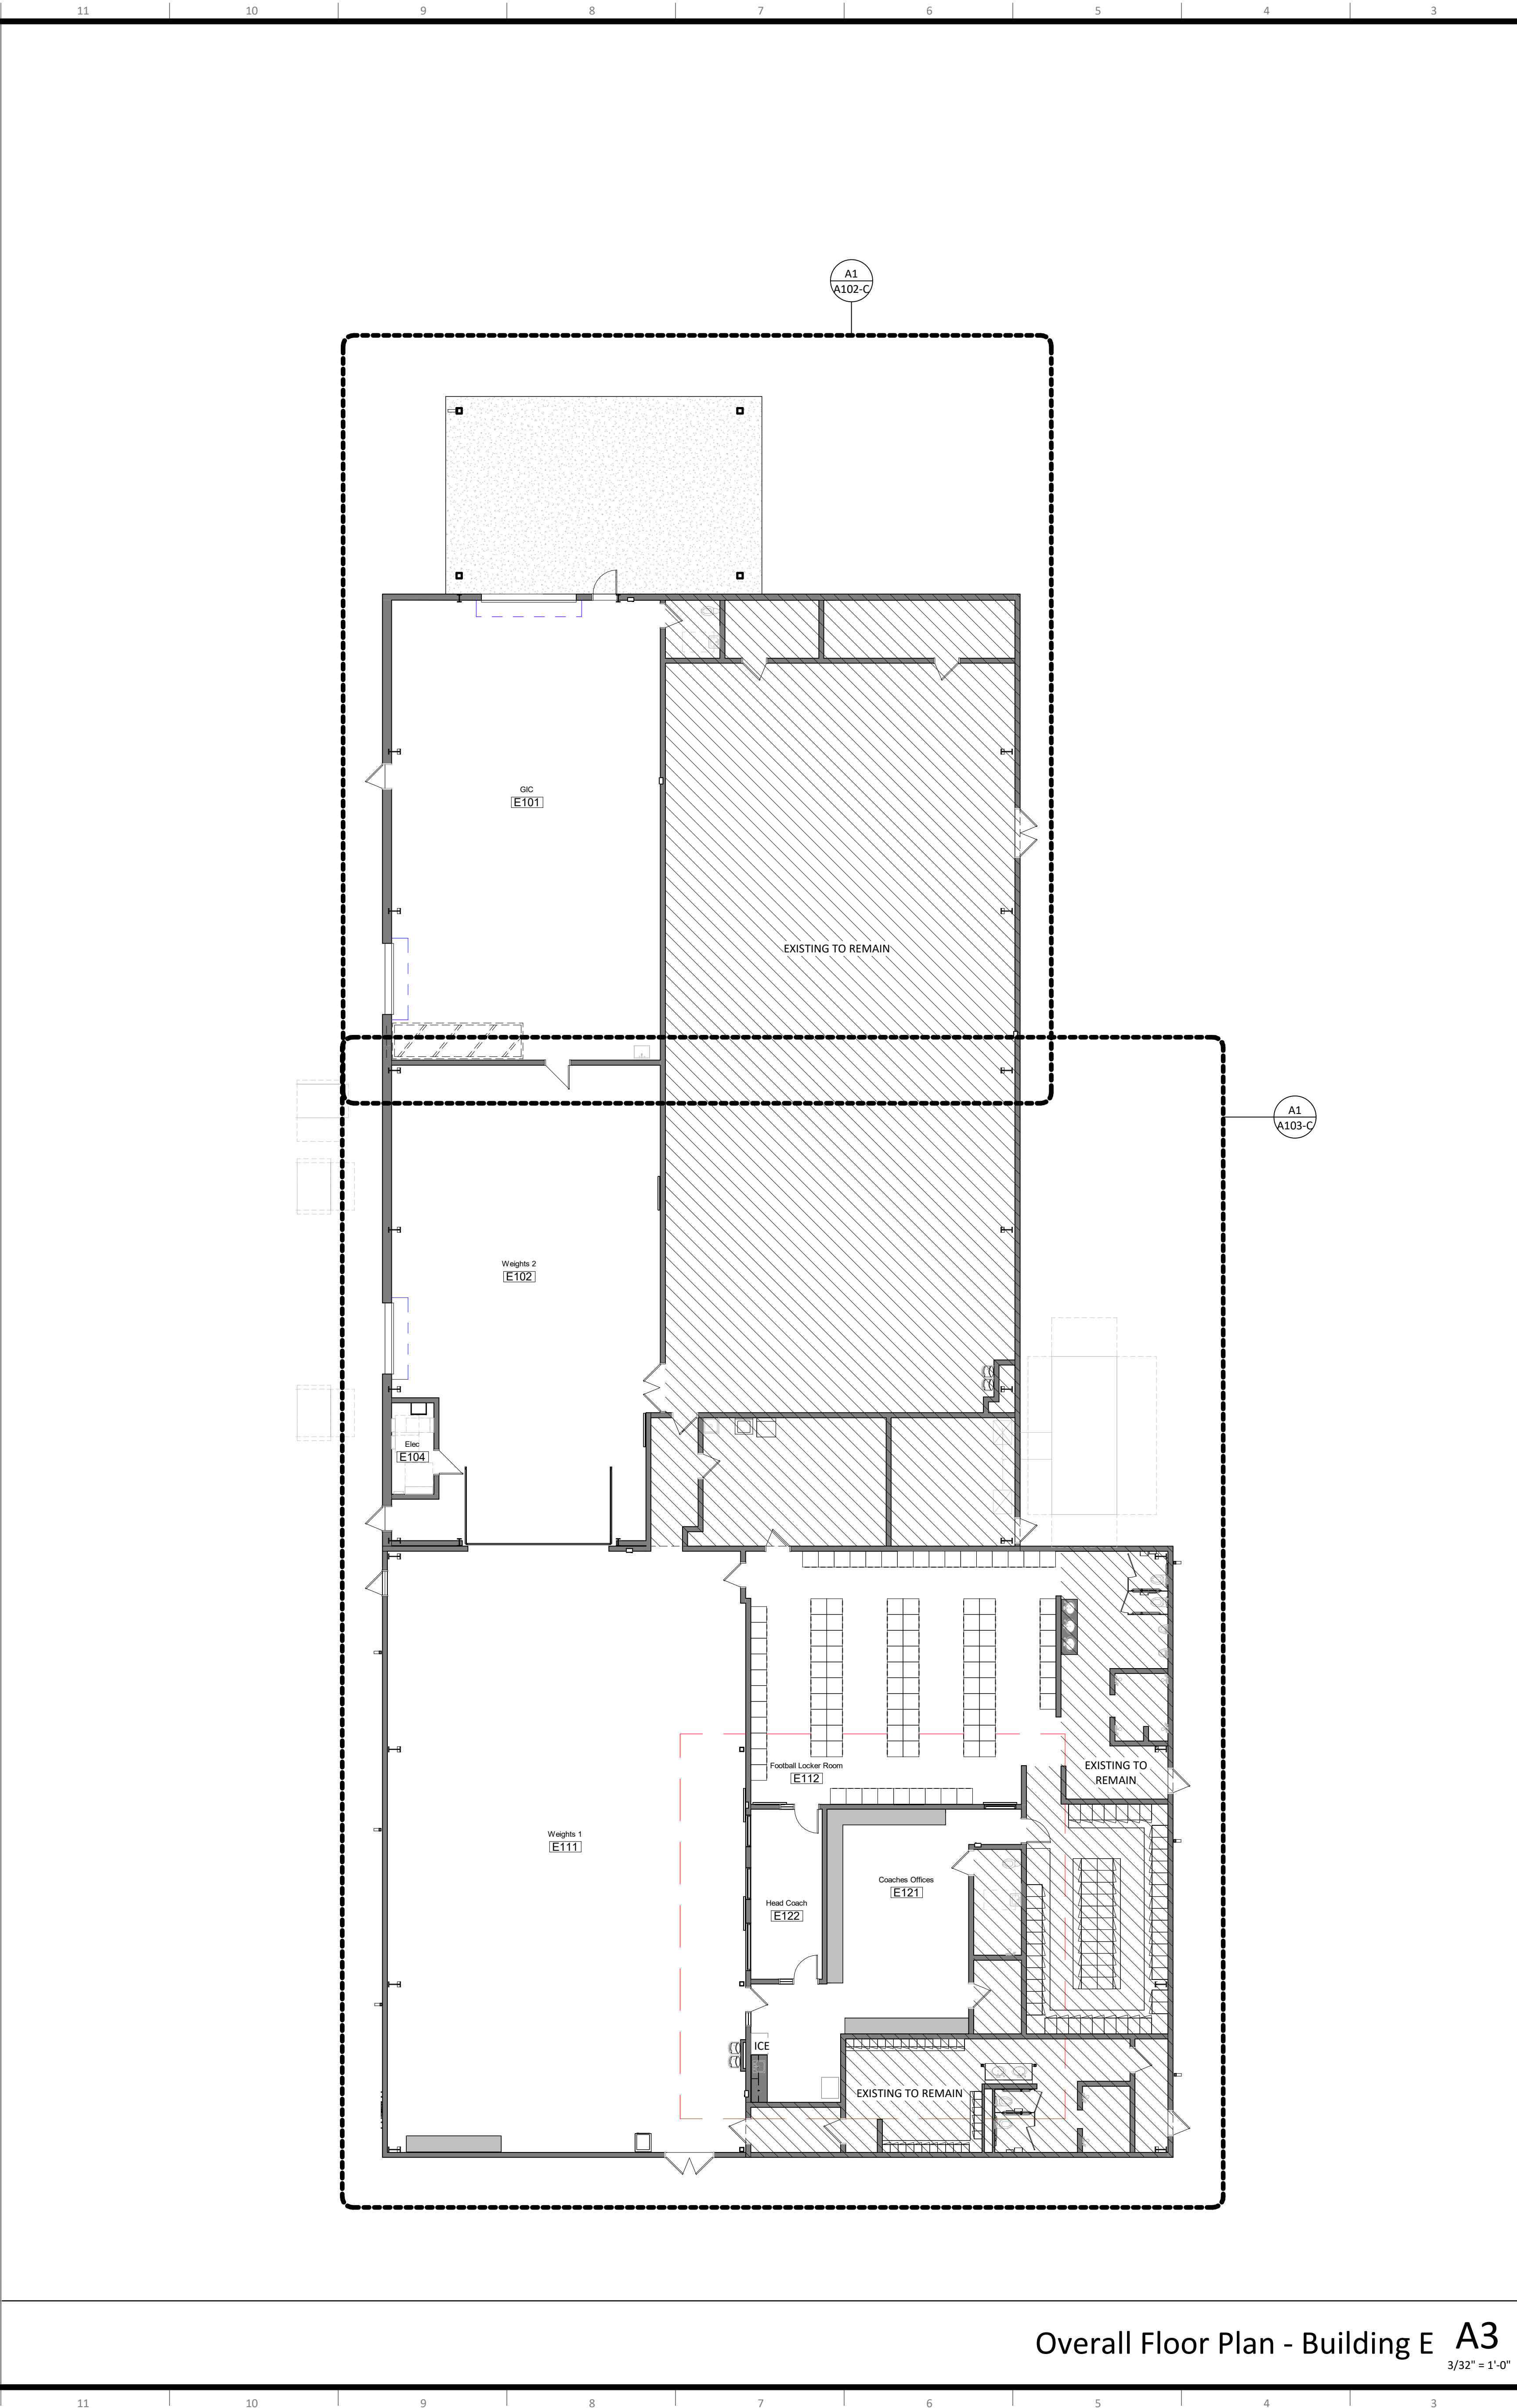 11 10 9 8 7 6 5 4 3
A1
A102-C
GIC
E101
EXISTING TO REMAIN
A1
A103-C
Weights 2
E102
Elec
E104
Football Locker Room
E112
EXISTING TO
REMAIN
Weights 1
E111
Coaches Offices
E121
Head Coach
E122
ICE
EXISTING TO REMAIN
Overall Floor Plan - Building E A3
3/32" = 1'-0"
11 10 9 8 7 6 5 4 3